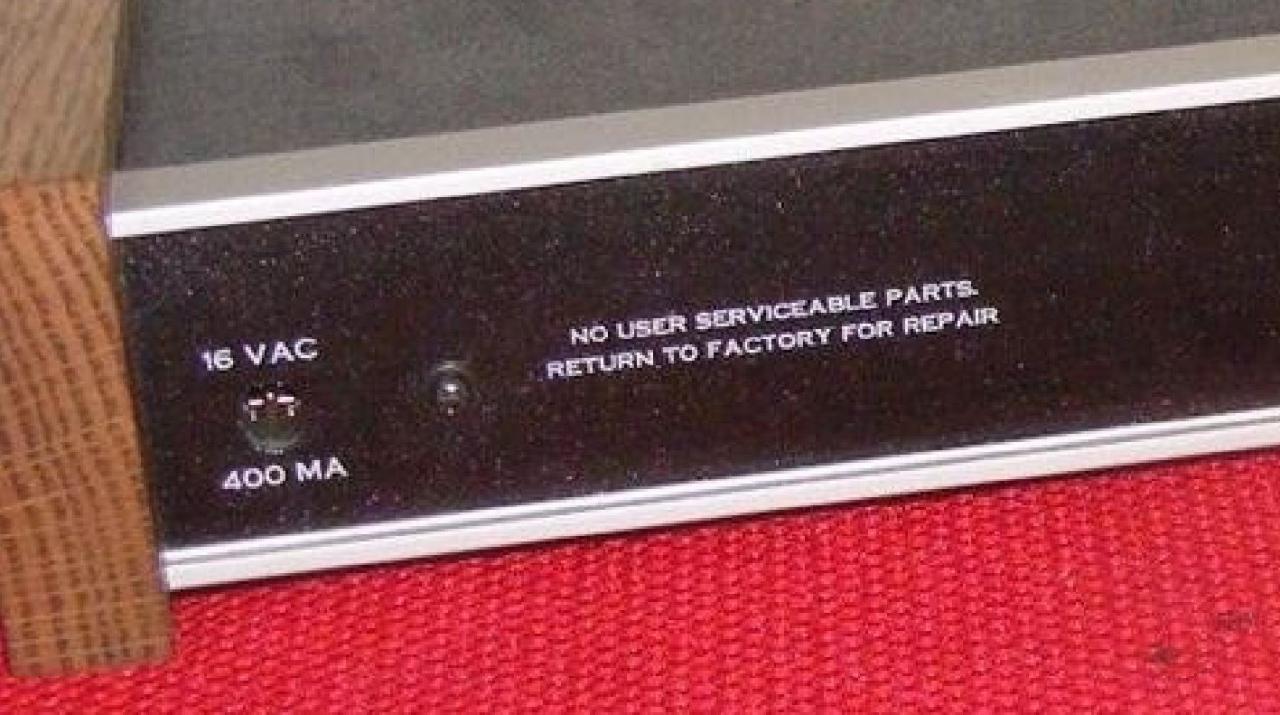 16 VAC
400 MA
NO USER SERVICEABLE PARTS.
RETURN TO FACTORY FOR REPAIR